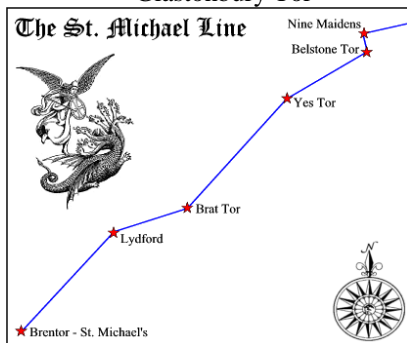 Glastonbury Tor
The St. Michael Line
Nine Maidens
Belstone Tor
Yes Tor
Brat Tor
Lydford
Brentor - St. Michael's
N